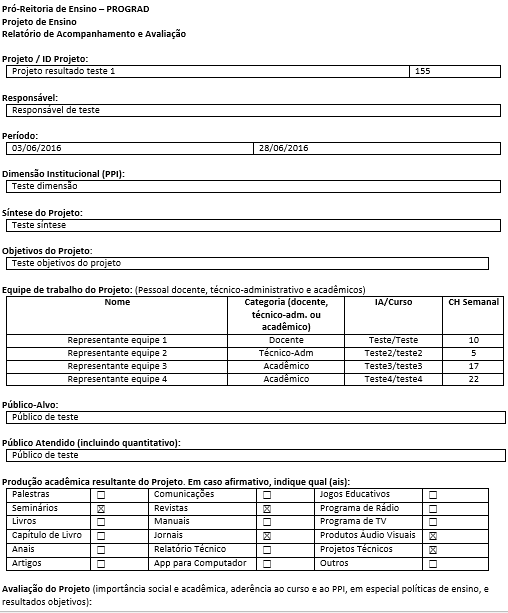 Pró-Reitoria de Ensino – PROGRAD
Projeto de Ensino
Relatório de Acompanhamento e Avaliação
Projeto / ID Projeto:
Projeto resultado teste 1 155
Responsável:
Responsável de teste
Período:
03/06/2016 28/06/2016
Dimensão Institucional (PPI):
Teste dimensão
Síntese do Projeto:
Teste síntese
Objetivos do Projeto:
Teste objetivos do projeto
Equipe de trabalho do Projeto: (Pessoal docente, técnico-administrativo e acadêmicos)
Nome Categoria (docente, técnico-adm. ou acadêmico) IA/Curso CH Semanal
Representante equipe 1 Docente Teste/Teste 10
Representante equipe 2 Técnico-Adm Teste2/teste2 5
Representante equipe 3 Acadêmico Teste3/teste3 17
Representante equipe 4 Acadêmico Teste4/teste4 22
Público-Alvo:
Público de teste
Público Atendido (incluindo quantitativo):
Público de teste
Produção acadêmica resultante do Projeto. Em caso afirmativo, indique qual (ais):
Palestras ☐ Comunicações ☐ Jogos Educativos ☐
Seminários ☒ Revistas ☒ Programa de Rádio ☐
Livros ☐ Manuais ☐ Programa de TV ☐
Capítulo de Livro ☐ Jornais ☒ Produtos Áudio Visuais ☒
Anais ☐ Relatório Técnico ☐ Projetos Técnicos ☒
Artigos ☐ App para Computador ☐ Outros ☐
Avaliação do Projeto (importância social e acadêmica, aderência ao curso e ao PPI, em especial políticas de ensino, e
resultados objetivos):